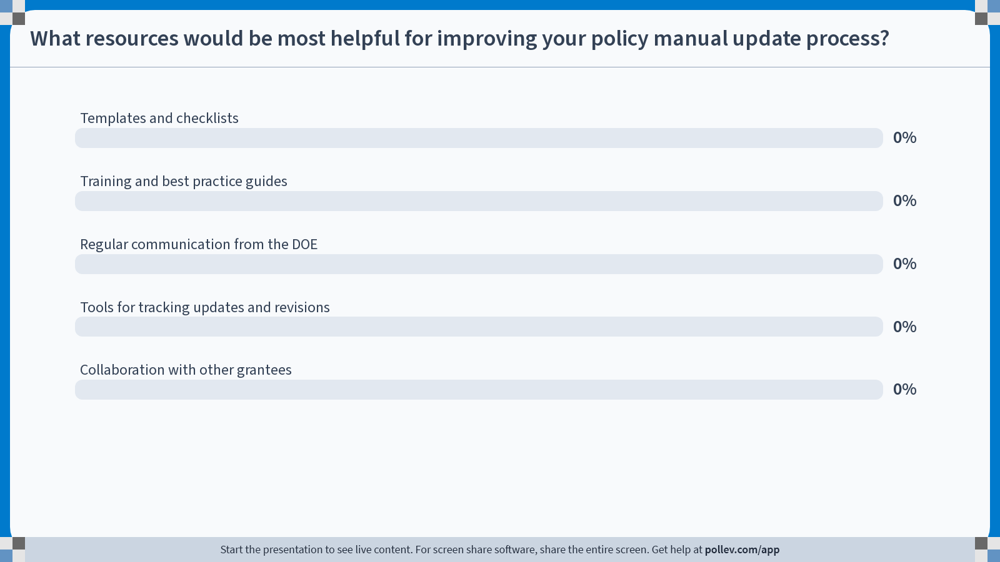 What resources would be most helpful for improving your policy manual update process?
Templates and checklists
0%
Training and best practice guides
0%
Regular communication from the DOE
0%
Tools for tracking updates and revisions
0%
Collaboration with other grantees
0%
Start the presentation to see live content. For screen share software, share the entire screen. Get help at pollev.com/app